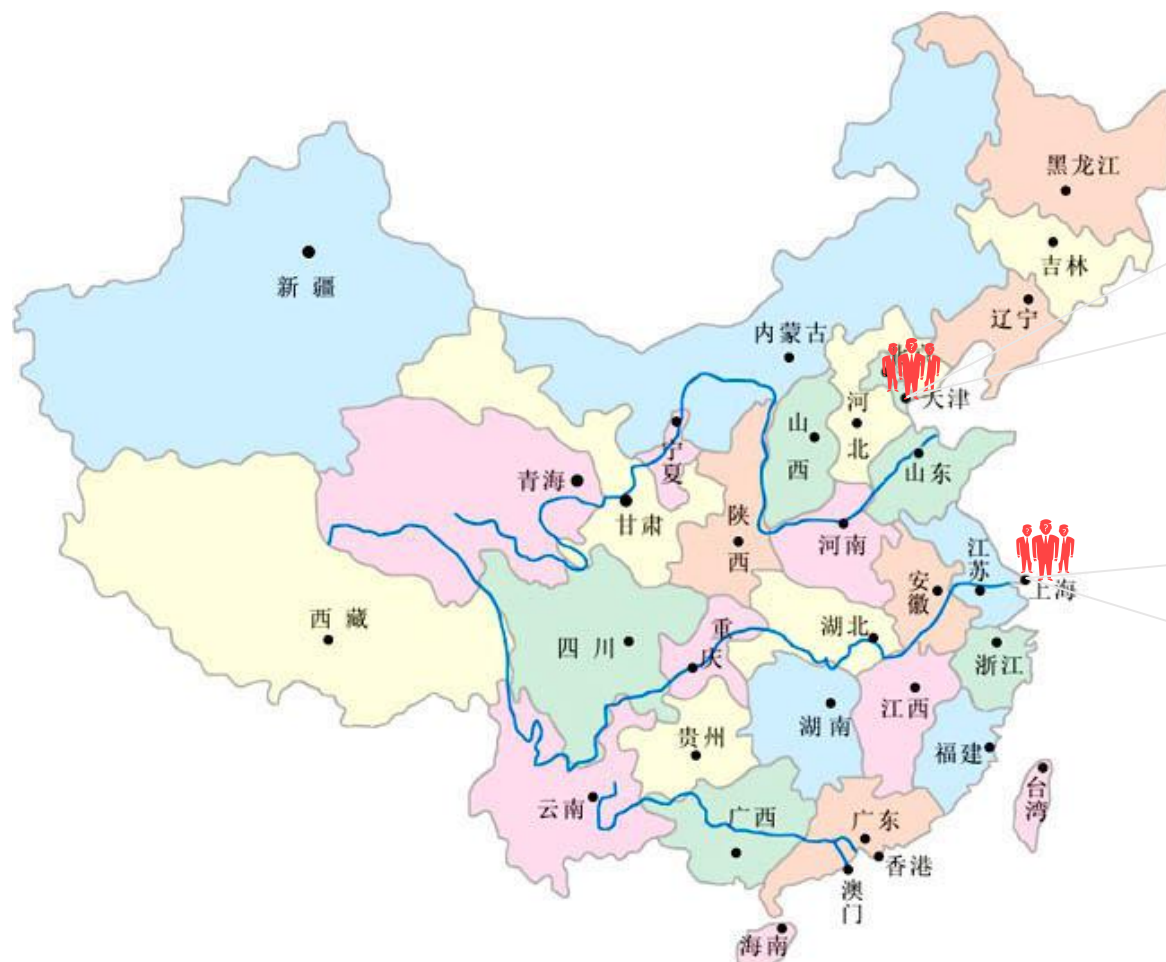 黑龙江
吉林
辽宁
新疆
内蒙古
天津
河北
山西
宁夏
山东
青海
甘肃
陕西
河南
江苏
安徽
上海
西藏
四川
重庆
湖北
浙江
江西
湖南
贵州
福建
云南
广西
广东
台湾
香港
澳门
海南